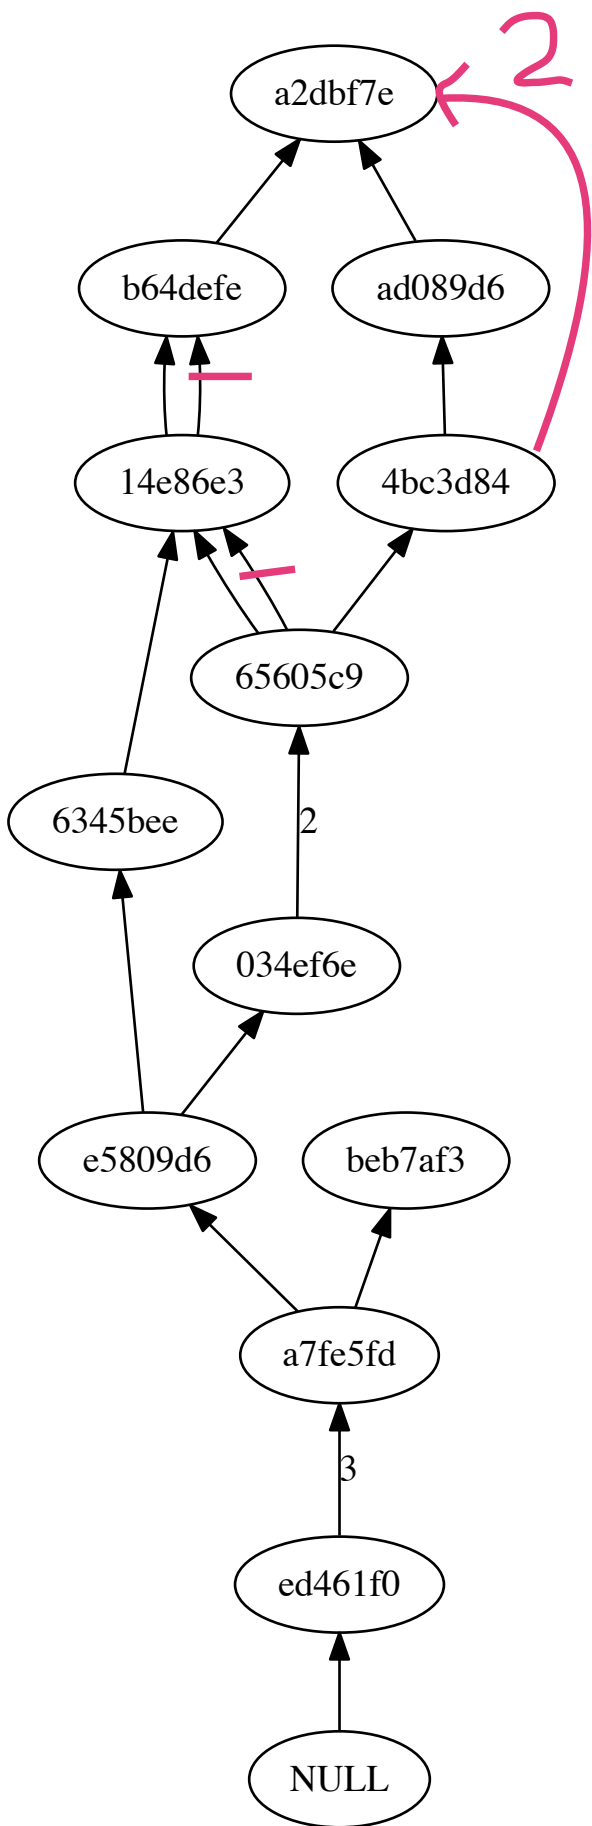 2
a2dbf7e
b64defe ad089d6
14e86e3 4bc3d84
65605c9
6345bee 2
034ef6e
e5809d6 beb7af3
a7fe5fd
3
ed461f0
NULL